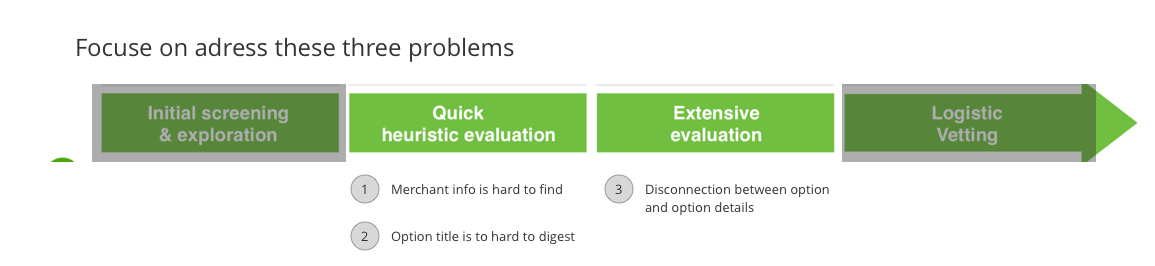 Focuse on adress these three problems
Initial screening
& exploration
Quick
heuristic evaluation
Extensive
evaluation
Logistic
Vetting
1 Merchant info is hard to find
2 Option title is to hard to digest
3 Disconnection between option
and option details